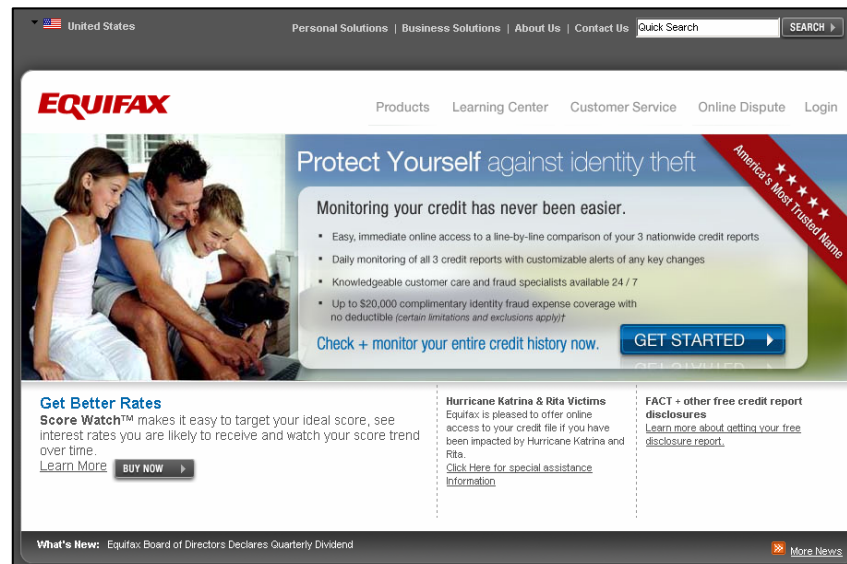 United States
Personal Solutions | Business Solutions | About Us | Contact Us
Quick Search
SEARCH
EQUIFAX
Products Learning Center Customer Service Online Dispute Login
Protect Yourself against identity theft
America's Most Trusted Name
Monitoring your credit has never been easier.
▪ Easy, immediate online access to a line-by-line comparison of your 3 nationwide credit reports
▪ Daily monitoring of all 3 credit reports with customizable alerts of any key changes
▪ Knowledgeable customer care and fraud specialists available 24 / 7
▪ Up to $20,000 complimentary identity fraud expense coverage with
no deductible (certain limitations and exclusions apply)†
Check + monitor your entire credit history now.
GET STARTED
Get Better Rates
Score Watch™ makes it easy to target your ideal score, see
interest rates you are likely to receive and watch your score trend
over time.
Learn More BUY NOW
Hurricane Katrina & Rita Victims
Equifax is pleased to offer online
access to your credit file if you have
been impacted by Hurricane Katrina and
Rita.
Click Here for special assistance
Information
FACT + other free credit report
disclosures
Learn more about getting your free
disclosure report.
What's New: Equifax Board of Directors Declares Quarterly Dividend
More News